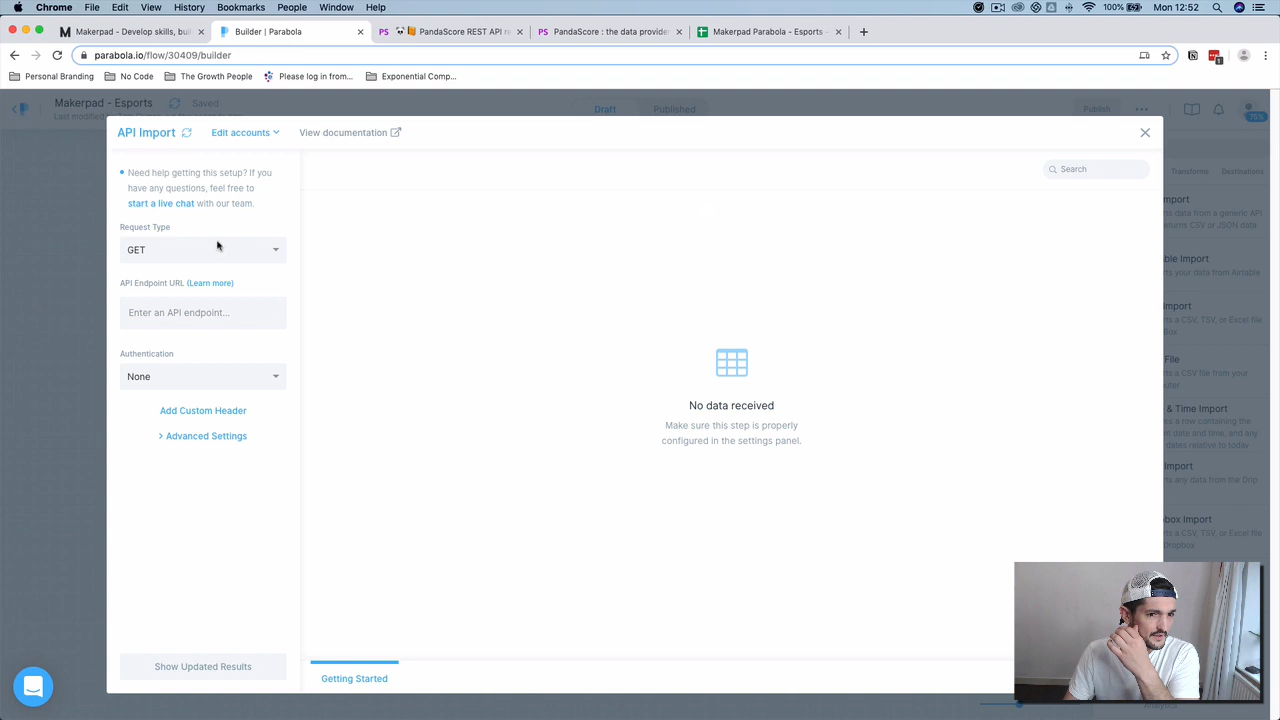 Chrome File Edit View History Bookmarks People Window Help 100% Mon 12:52
Makerpad - Develop skills, bui
Builder | Parabola
PandaScore REST API re
PandaScore : the data provider
Makerpad Parabola - Esports -
parabola.io/flow/30409/builder
Personal Branding No Code The Growth People Please log in from... Exponential Comp...
Makerpad - Esports Saved
Last modified
Draft Published Publish
75%
API Import Edit accounts View documentation
Need help getting this setup? If you
have any questions, feel free to
start a live chat with our team.
Request Type
GET
API Endpoint URL (Learn more)
Enter an API endpoint...
Authentication
None
Add Custom Header
> Advanced Settings
Show Updated Results
Search
No data received
Make sure this step is properly
configured in the settings panel.
Getting Started
Transforms Destinations
mport
rts data from a generic API
eturns CSV or JSON data
ble Import
rts your data from Airtable
Import
rts a CSV, TSV, or Excel file
Box
File
rts a CSV file from your
uter
& Time Import
s a row containing the
nt date and time, and any
dates relative to today
mport
rts any data from the Drip
box Import
rts a CSV, TSV, or Excel file
Dropbox
Analytics